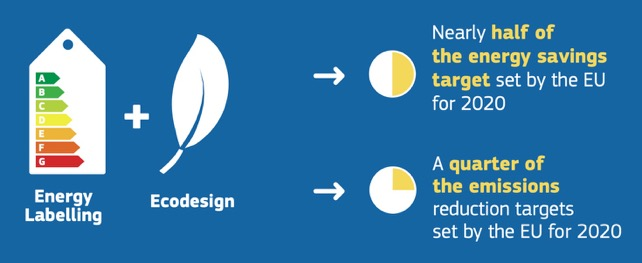 A
B
C
D
E
F
G
+
Energy
Labelling
Ecodesign
Nearly half of
the energy savings
target set by the EU
for 2020
A quarter of
the emissions
reduction targets
set by the EU for 2020